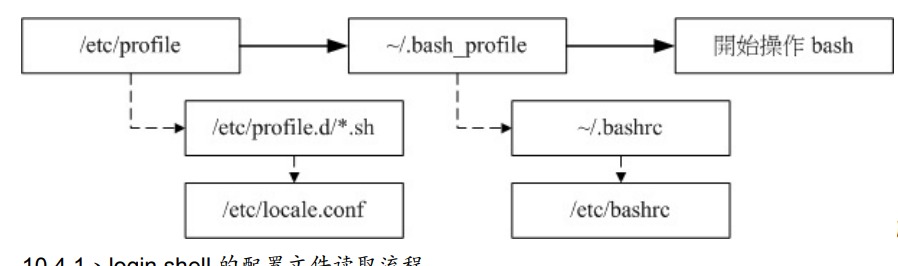 /etc/profile
~/.bash_profile
開始操作 bash
/etc/profile.d/*.sh
~/.bashrc
/etc/locale.conf
/etc/bashrc
10.4.1、login shell 的配置文件读取流程